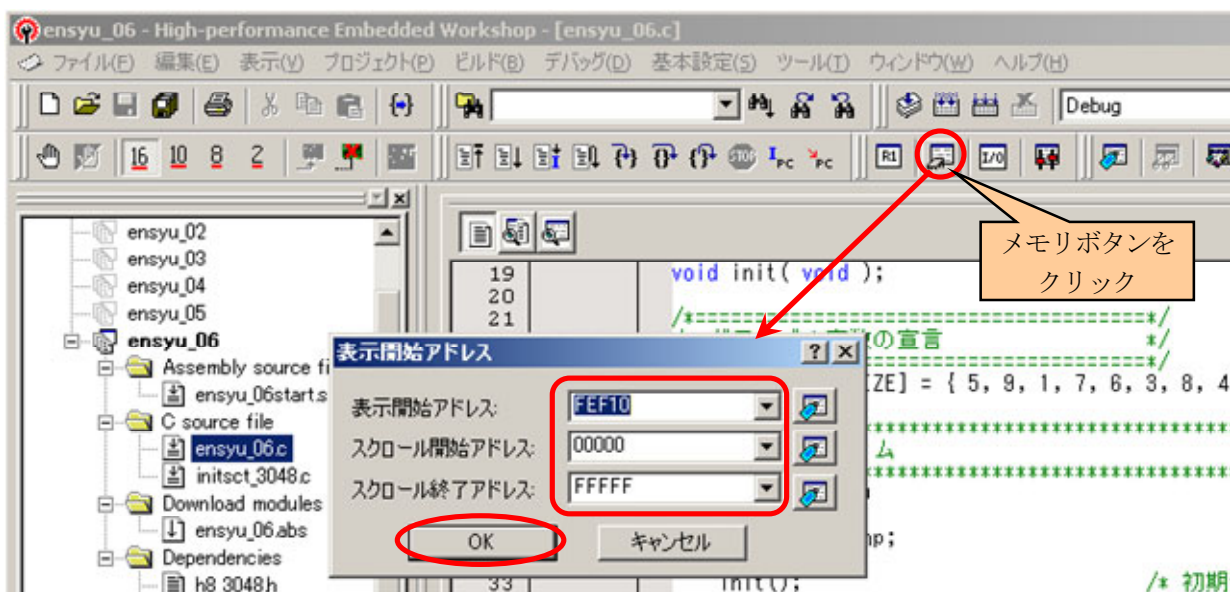 ensyu_06 - High-performance Embedded Workshop - [ensyu_06.c]
ファイル(F) 編集(E) 表示(V) プロジェクト(P) ビルド(B) デバッグ(D) 基本設定(S) ツール(T) ウィンドウ(W) ヘルプ(H)
Debug
16 10 8 2 STOP PC PC R1 I/O
メモリボタンを
クリック
ensyu_02
ensyu_03
ensyu_04
ensyu_05
ensyu_06
Assembly source fi
ensyu_06start.s
C source file
ensyu_06.c
initsct_3048.c
Download modules
ensyu_06.abs
Dependencies
h8_3048.h
19 void init( void );
20
21 /*===================================*/
の宣言 */
===*/
IZE] = { 5, 9, 1, 7, 6, 3, 8, 4
ム
np;
33 init(); /* 初期
表示開始アドレス
表示開始アドレス: FEF10
スクロール開始アドレス: 00000
スクロール終了アドレス: FFFFF
OK キャンセル